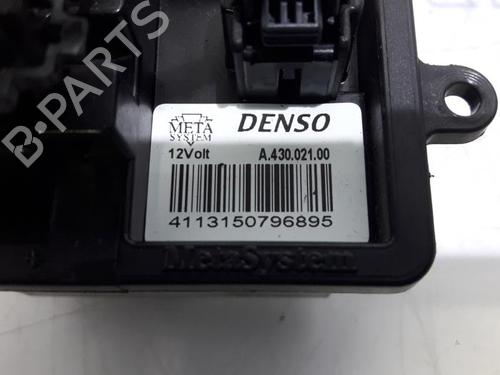 B-PARTS
META
SYSTEM
DENSO
12Volt
A.430.021.00
4113150796895
MetaSystem